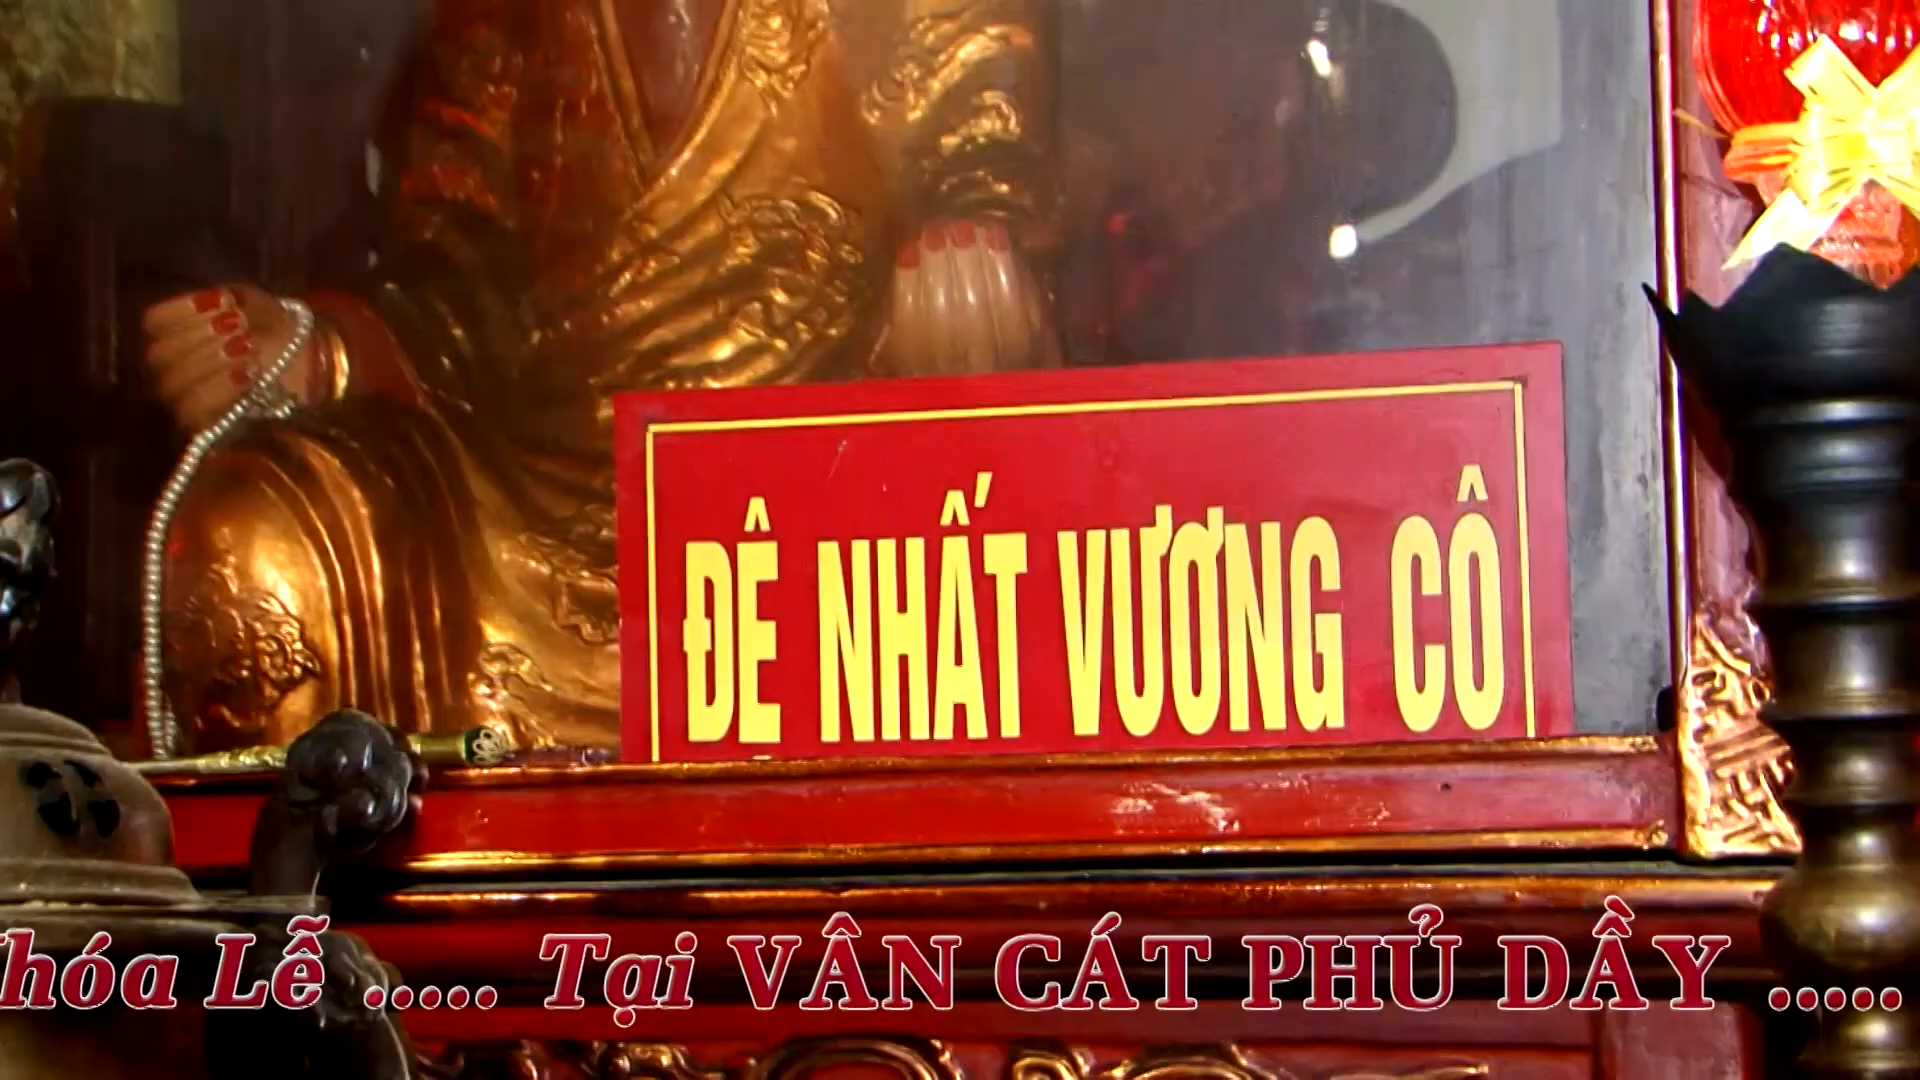 ĐỆ NHẤT VƯƠNG CÔ
hóa Lễ ..... Tại VÂN CÁT PHỦ DẦY .....